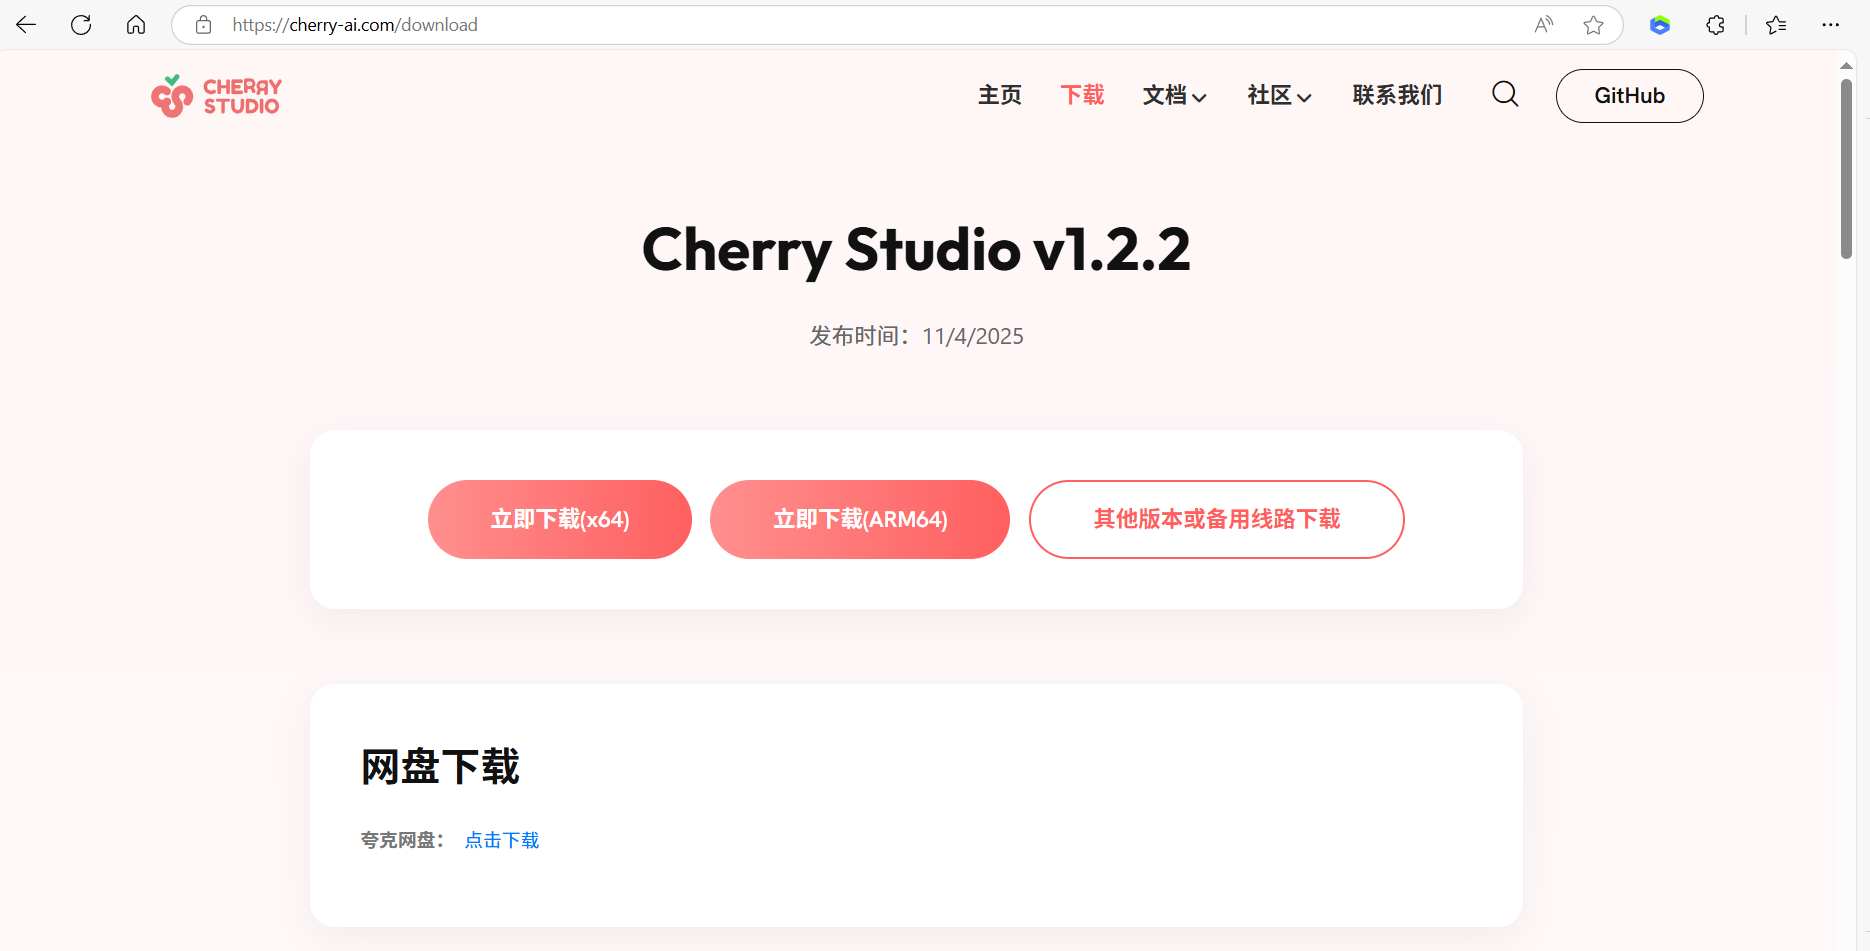 https://cherry-ai.com/download
CHERRY
STUDIO
主页 下载 文档 社区 联系我们 GitHub
Cherry Studio v1.2.2
发布时间：11/4/2025
立即下载(x64) 立即下载(ARM64) 其他版本或备用线路下载
网盘下载
夸克网盘： 点击下载